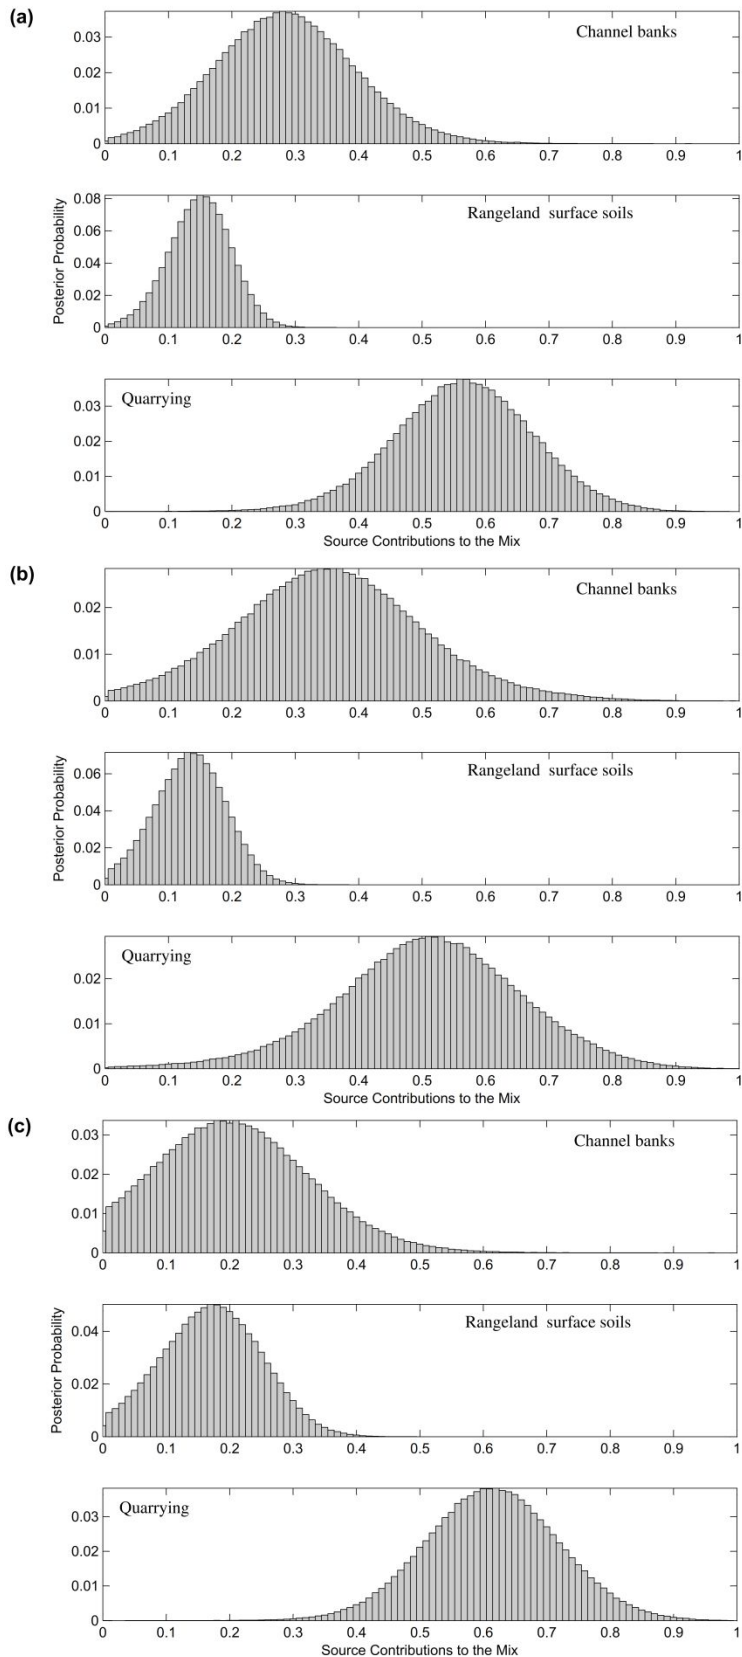 (a)
Channel banks
0.03
0.02
0.01
0
0 0.1 0.2 0.3 0.4 0.5 0.6 0.7 0.8 0.9 1
Rangeland surface soils
Posterior Probability
0.08
0.06
0.04
0.02
0
0 0.1 0.2 0.3 0.4 0.5 0.6 0.7 0.8 0.9 1
Quarrying
0.03
0.02
0.01
0
0 0.1 0.2 0.3 0.4 0.5 0.6 0.7 0.8 0.9 1
Source Contributions to the Mix
(b)
Channel banks
0.02
0.01
0
0 0.1 0.2 0.3 0.4 0.5 0.6 0.7 0.8 0.9 1
Rangeland surface soils
Posterior Probability
0.06
0.04
0.02
0
0 0.1 0.2 0.3 0.4 0.5 0.6 0.7 0.8 0.9 1
Quarrying
0.02
0.01
0
0 0.1 0.2 0.3 0.4 0.5 0.6 0.7 0.8 0.9 1
Source Contributions to the Mix
(c)
Channel banks
0.03
0.02
0.01
0
0 0.1 0.2 0.3 0.4 0.5 0.6 0.7 0.8 0.9 1
Rangeland surface soils
Posterior Probability
0.04
0.02
0
0 0.1 0.2 0.3 0.4 0.5 0.6 0.7 0.8 0.9 1
Quarrying
0.03
0.02
0.01
0
0 0.1 0.2 0.3 0.4 0.5 0.6 0.7 0.8 0.9 1
Source Contributions to the Mix